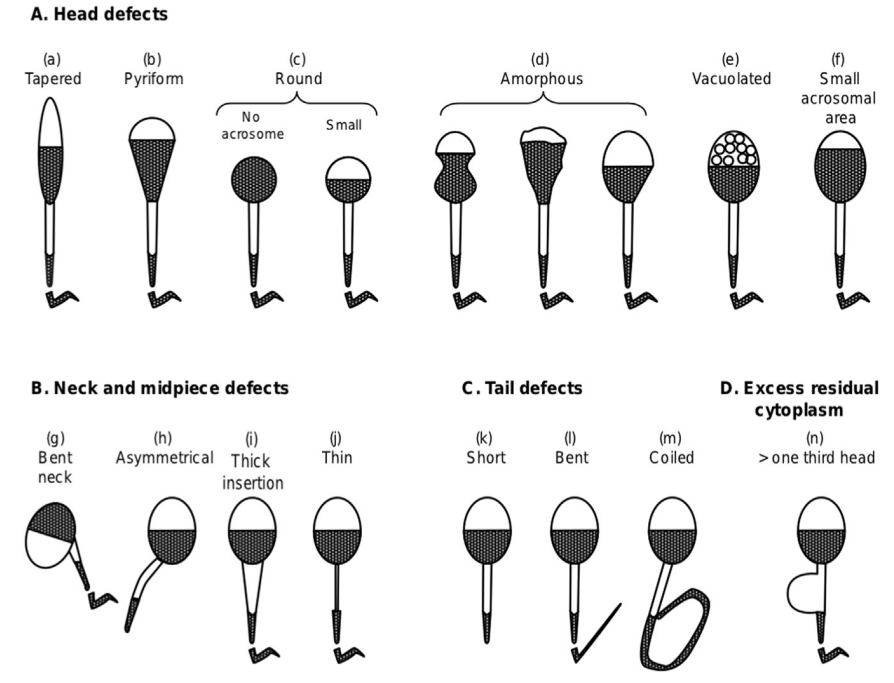 A. Head defects
(a)
Tapered
(b)
Pyriform
(c)
Round
No
acrosome
Small
(d)
Amorphous
(e)
Vacuolated
(f)
Small
acrosomal
area
B. Neck and midpiece defects
(g)
Bent
neck
(h)
Asymmetrical
(i)
Thick
insertion
(j)
Thin
C. Tail defects
(k)
Short
(l)
Bent
(m)
Coiled
D. Excess residual
cytoplasm
(n)
> one third head